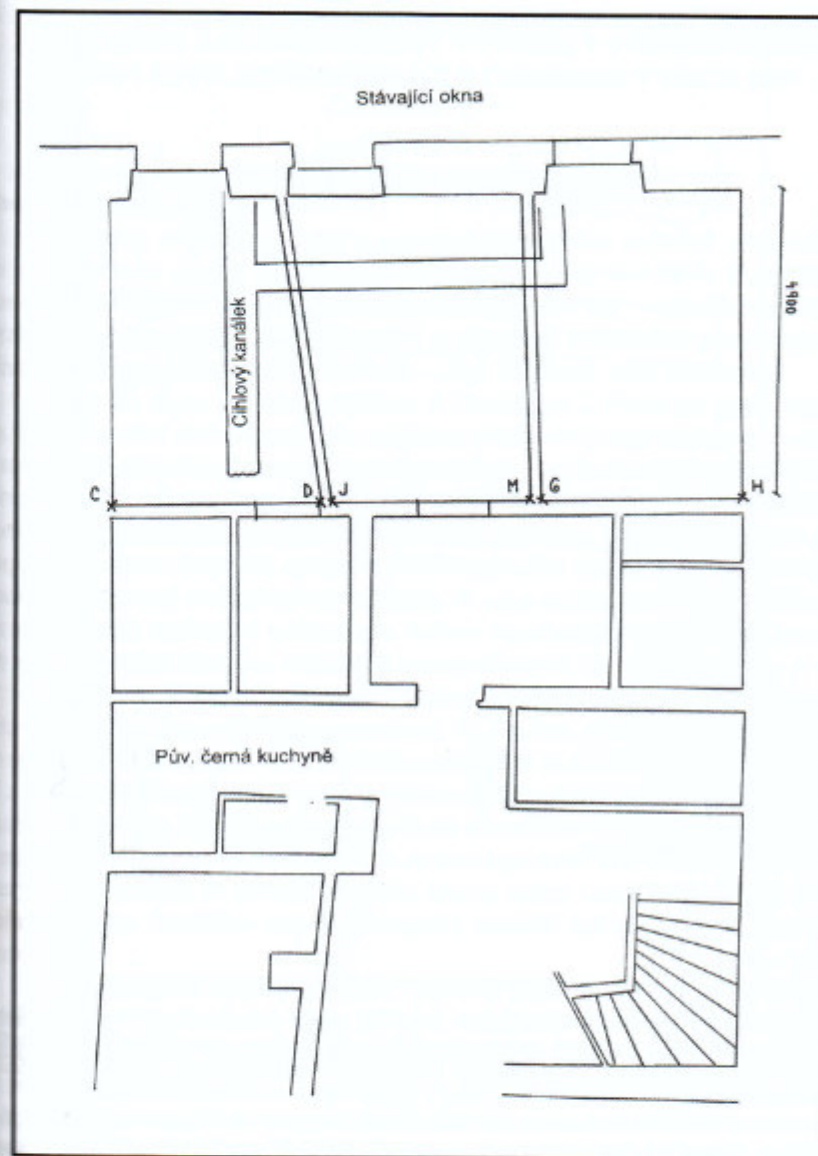 Stávající okna
Cihlový kanálek
4900
C
D
J
M
G
H
Pův. černá kuchyně